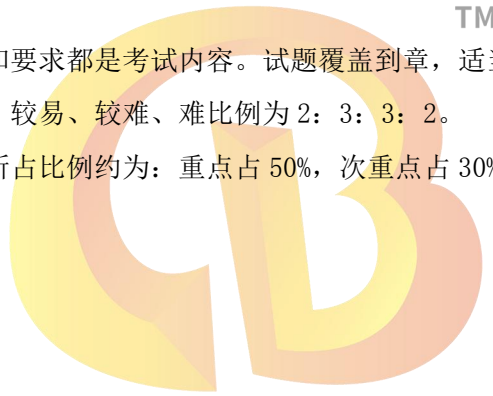 TM
和要求都是考试内容。试题覆盖到章，适
较易、较难、难比例为 2：3：3：2。
所占比例约为：重点占 50%，次重点占 30%